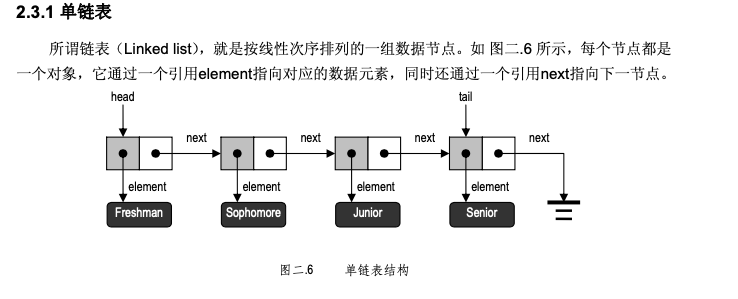 2.3.1 单链表
所谓链表（Linked list），就是按线性次序排列的一组数据节点。如 图二.6 所示，每个节点都是
一个对象，它通过一个引用element指向对应的数据元素，同时还通过一个引用next指向下一节点。
head tail
next next next next
element element element element
Freshman Sophomore Junior Senior
图二.6 单链表结构